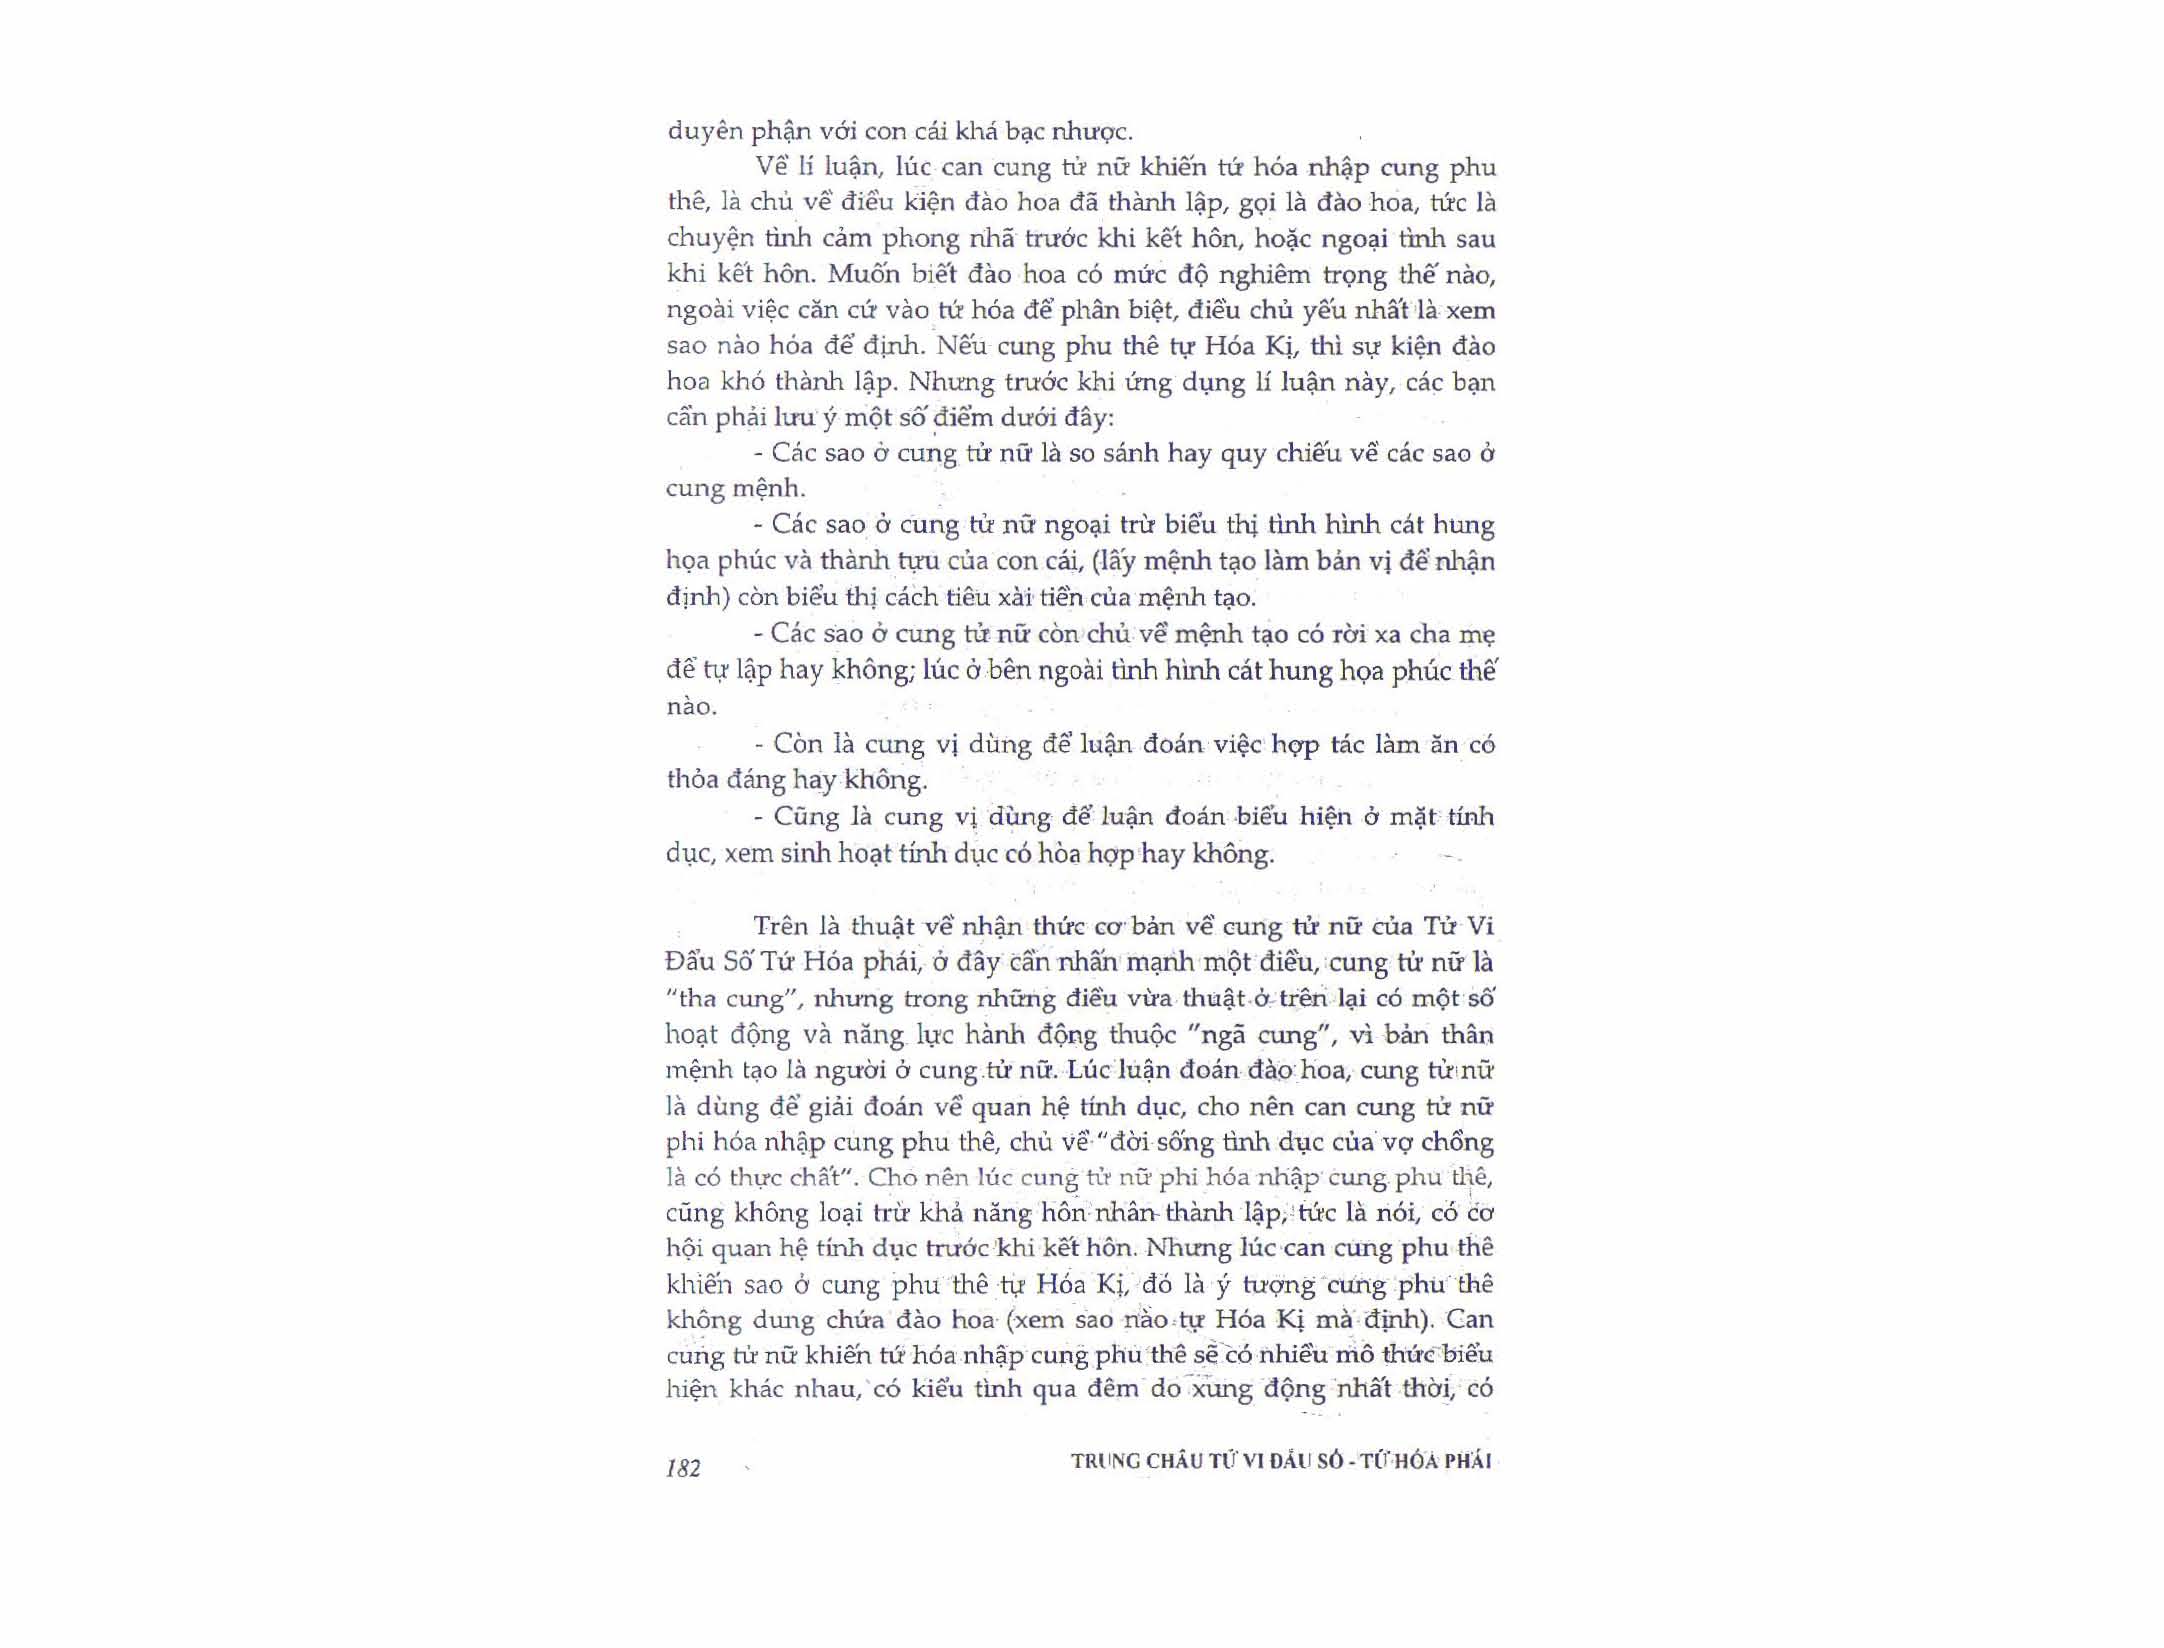 duyên phận với con cái khá bạc nhược.
Về lí luận, lúc can cung tử nữ khiến tứ hóa nhập cung phu
thê, là chủ về điều kiện đào hoa đã thành lập, gọi là đào hoa, tức là
chuyện tình cảm phong nhã trước khi kết hôn, hoặc ngoại tình sau
khi kết hôn. Muốn biết đào hoa có mức độ nghiêm trọng thế nào,
ngoài việc căn cứ vào tứ hóa để phân biệt, điều chủ yếu nhất là xem
sao nào hóa để định. Nếu cung phu thê tự Hóa Kị, thì sự kiện đào
hoa khó thành lập. Nhưng trước khi ứng dụng lí luận này, các bạn
cần phải lưu ý một số điểm dưới đây:
- Các sao ở cung tử nữ là so sánh hay quy chiếu về các sao ở
cung mệnh.
- Các sao ở cung tử nữ ngoại trừ biểu thị tình hình cát hung
họa phúc và thành tựu của con cái, (lấy mệnh tạo làm bản vị để nhận
định) còn biểu thị cách tiêu xài tiền của mệnh tạo.
- Các sao ở cung tử nữ còn chủ về mệnh tạo có rời xa cha mẹ
để tự lập hay không; lúc ở bên ngoài tình hình cát hung họa phúc thế
nào.
- Còn là cung vị dùng để luận đoán việc hợp tác làm ăn có
thỏa đáng hay không.
- Cũng là cung vị dùng để luận đoán biểu hiện ở mặt tính
dục, xem sinh hoạt tính dục có hòa hợp hay không.
Trên là thuật về nhận thức cơ bản về cung tử nữ của Tử Vi
Đẩu Số Tứ Hóa phái, ở đây cần nhấn mạnh một điều, cung tử nữ là
"tha cung", nhưng trong những điều vừa thuật ở trên lại có một số
hoạt động và năng lực hành động thuộc "ngã cung", vì bản thân
mệnh tạo là người ở cung tử nữ. Lúc luận đoán đào hoa, cung tử nữ
là dùng để giải đoán về quan hệ tính dục, cho nên can cung tử nữ
phi hóa nhập cung phu thê, chủ về "đời sống tình dục của vợ chồng
là có thực chất". Cho nên lúc cung tử nữ phi hóa nhập cung phu thê,
cũng không loại trừ khả năng hôn nhân thành lập, tức là nói, có cơ
hội quan hệ tính dục trước khi kết hôn. Nhưng lúc can cung phu thê
khiến sao ở cung phu thê tự Hóa Kị, đó là ý tượng cung phu thê
không dung chứa đào hoa (xem sao nào tự Hóa Kị mà định). Can
cung tử nữ khiến tứ hóa nhập cung phu thê sẽ có nhiều mô thức biểu
hiện khác nhau, có kiểu tình qua đêm do xung động nhất thời, có
182
TRUNG CHÂU TỬ VI ĐẨU SỐ - TỨ HÓA PHÁI